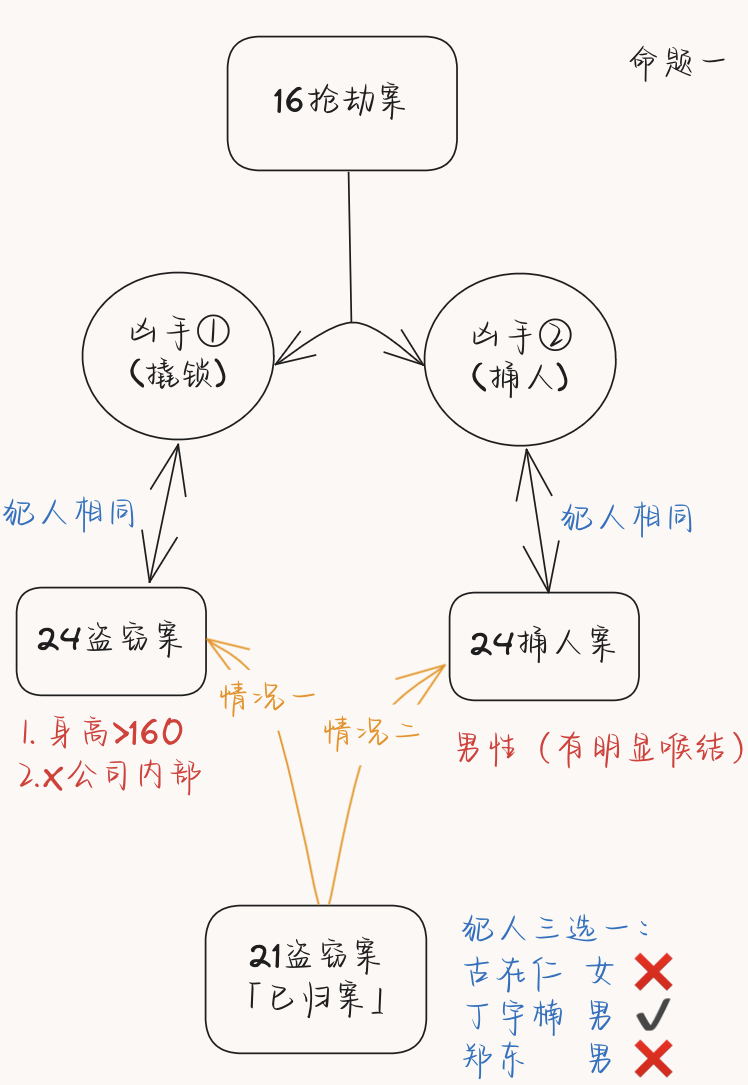 命题一
16抢劫案
凶手①
(撬锁)
凶手②
(捅人)
犯人相同
犯人相同
24盗窃案
24捅人案
情况一
情况二
1. 身高>160
2.X公司内部
男性（有明显喉结）
21盗窃案
「已归案」
犯人三选一：
古在仁 女 ❌
丁宇楠 男 ✔
郑东 男 ❌